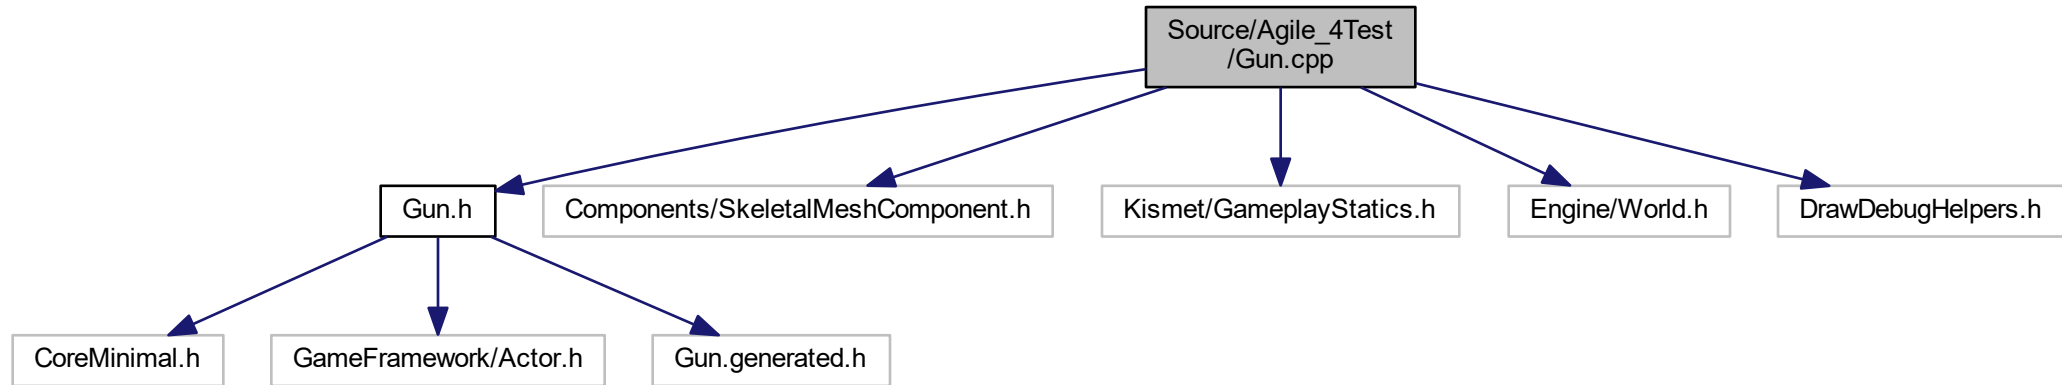 Source/Agile_4Test
/Gun.cpp
Gun.h
Components/SkeletalMeshComponent.h
Kismet/GameplayStatics.h
Engine/World.h
DrawDebugHelpers.h
CoreMinimal.h
GameFramework/Actor.h
Gun.generated.h